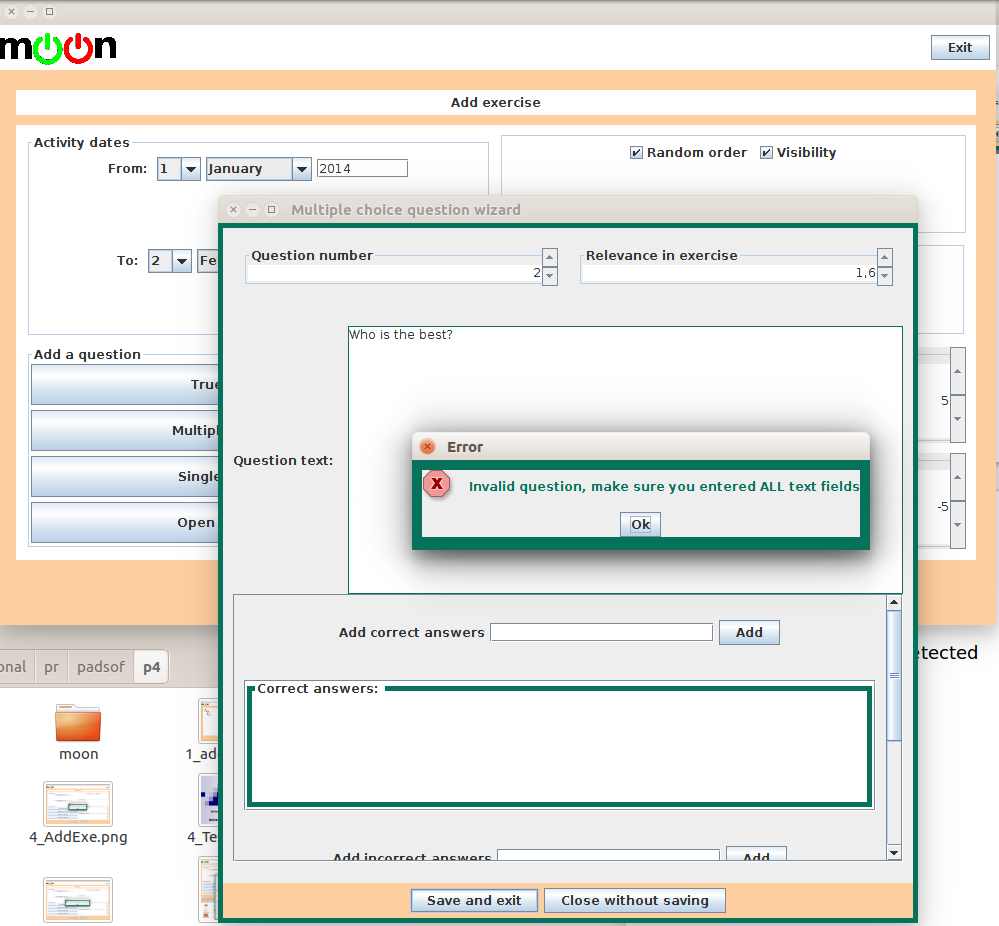 moon
Exit
Add exercise
Activity dates
From: 1 January 2014
Random order Visibility
Multiple choice question wizard
To: 2 Fe
Question number
2
Relevance in exercise
1,6
Who is the best?
Add a question
True
Multipl
Single
Open
5
-5
Question text:
Error
Invalid question, make sure you entered ALL text fields
Ok
Add correct answers Add
Correct answers:
Add incorrect answers Add
Save and exit Close without saving
onal pr padsof p4
etected
moon
1_ad
4_AddExe.png
4_Te